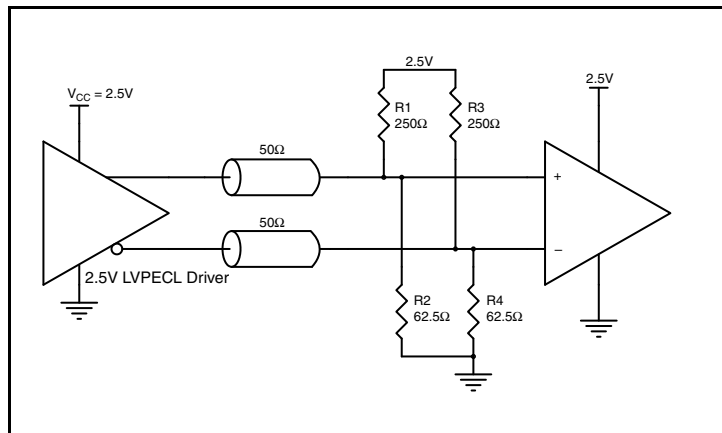 2.5V
2.5V
V_CC = 2.5V
R1
250Ω
R3
250Ω
50Ω
+
50Ω
−
2.5V LVPECL Driver
R2
62.5Ω
R4
62.5Ω